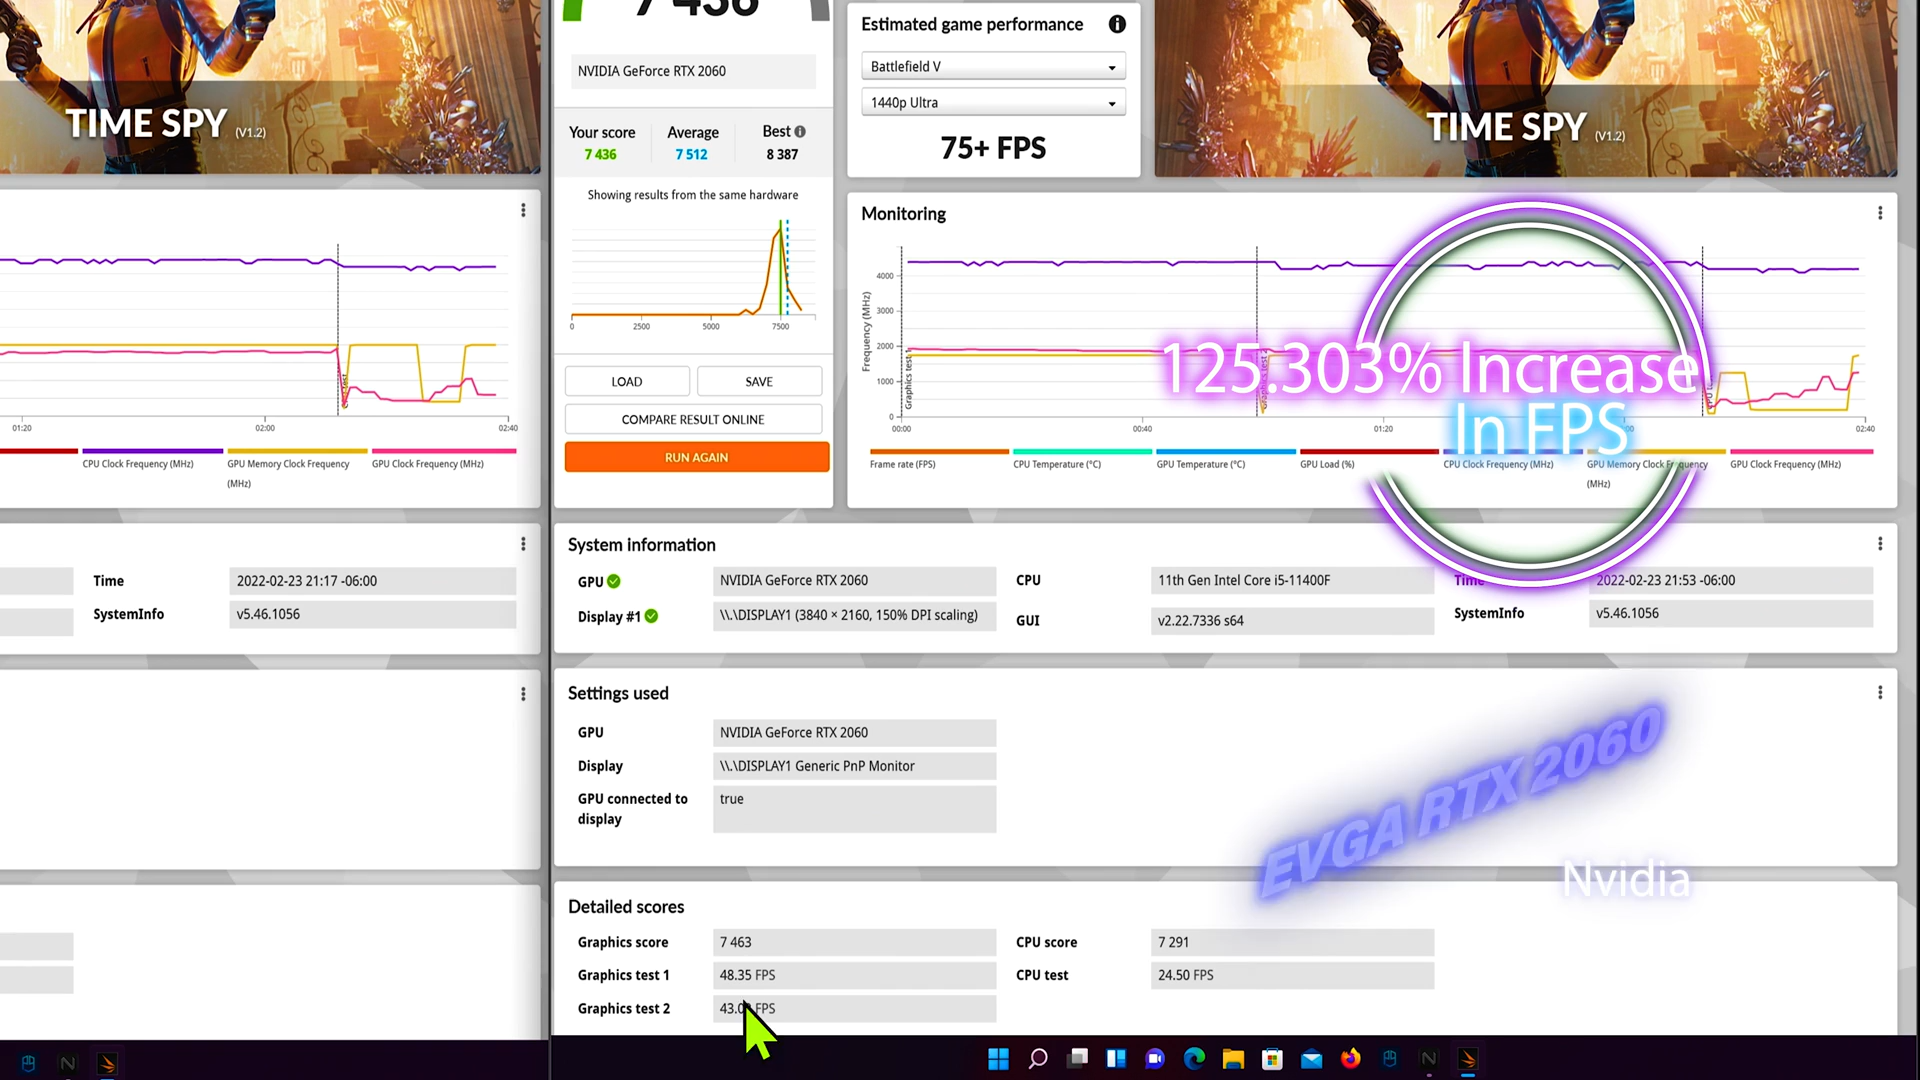 TIME SPY (V1.2)
01:20
02:00
02:40
CPU Clock Frequency (MHz)
GPU Memory Clock Frequency
(MHz)
GPU Clock Frequency (MHz)
Time
2022-02-23 21:17 -06:00
SystemInfo
v5.46.1056
7 436
NVIDIA GeForce RTX 2060
Your score
Average
Best
7 436
7 512
8 387
Showing results from the same hardware
0
2500
5000
7500
LOAD
SAVE
COMPARE RESULT ONLINE
RUN AGAIN
Estimated game performance
Battlefield V
1440p Ultra
75+ FPS
TIME SPY (V1.2)
Monitoring
Frequency (MHz)
4000
3000
2000
1000
0
Graphics test 1
00:00
00:40
01:20
02:40
125.303% Increase
In FPS
Frame rate (FPS)
CPU Temperature (°C)
GPU Temperature (°C)
GPU Load (%)
CPU Clock Frequency (MHz)
GPU Memory Clock Frequency
(MHz)
GPU Clock Frequency (MHz)
System information
GPU
NVIDIA GeForce RTX 2060
CPU
11th Gen Intel Core i5-11400F
Time
2022-02-23 21:53 -06:00
Display #1
\\.\DISPLAY1 (3840 × 2160, 150% DPI scaling)
GUI
v2.22.7336 s64
SystemInfo
v5.46.1056
Settings used
GPU
NVIDIA GeForce RTX 2060
Display
\\.\DISPLAY1 Generic PnP Monitor
GPU connected to
display
true
EVGA RTX 2060
Nvidia
Detailed scores
Graphics score
7 463
CPU score
7 291
Graphics test 1
48.35 FPS
CPU test
24.50 FPS
Graphics test 2
FPS